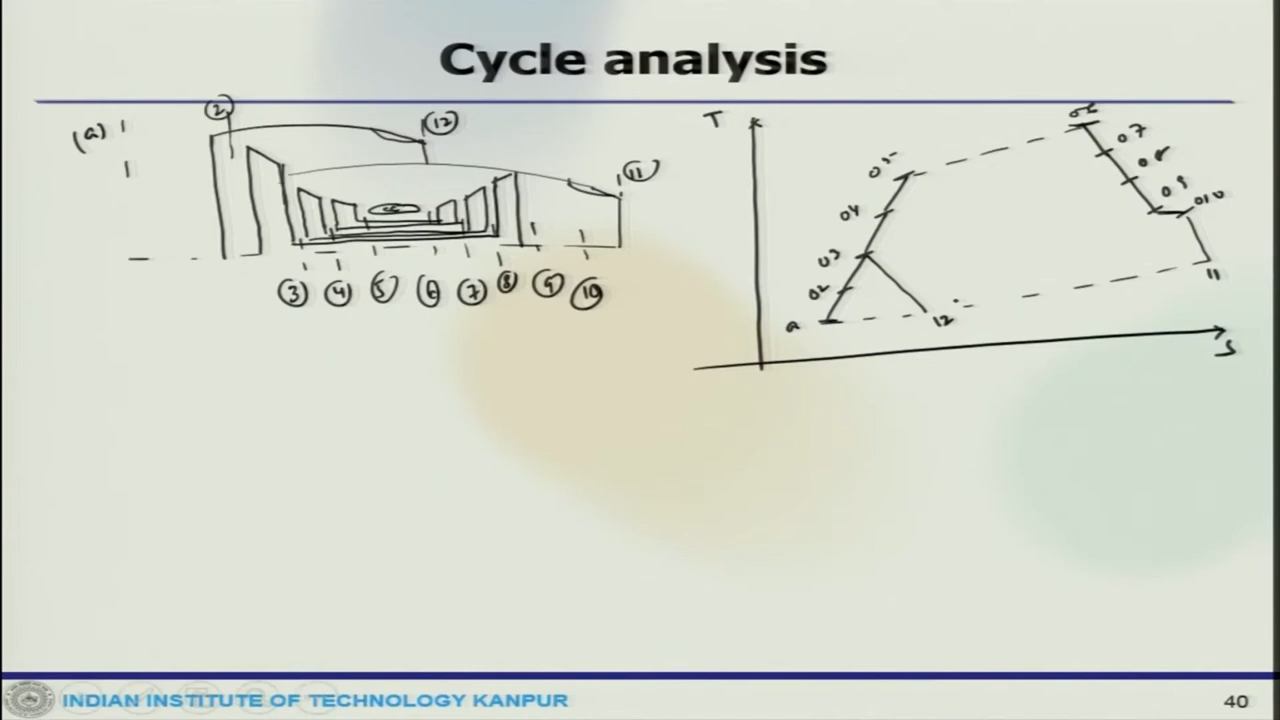 Cycle analysis
(a) 2 12 11
3 4 5 6 7 8 9 10
T
06
07
08
09 010
05
04
03
02
a 12 11
S
INDIAN INSTITUTE OF TECHNOLOGY KANPUR 40